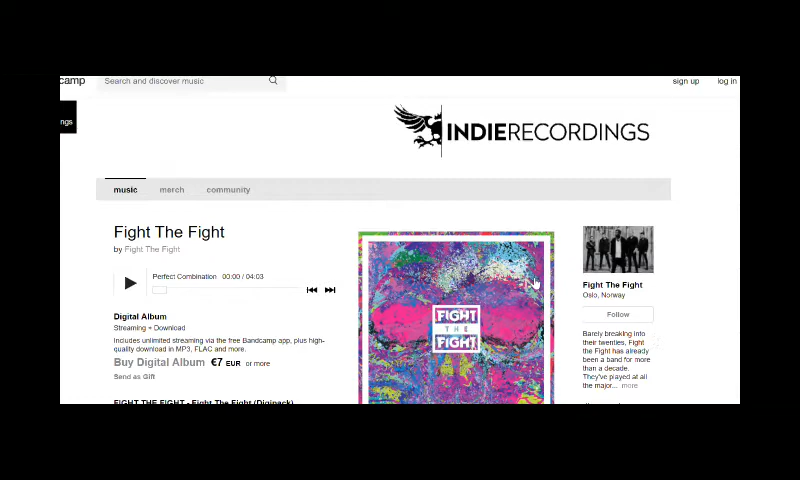 camp
Search and discover music
sign up
log in
ngs
INDIERECORDINGS
music
merch
community
Fight The Fight
by Fight The Fight
Perfect Combination 00:00 / 04:03
Digital Album
Streaming + Download
Includes unlimited streaming via the free Bandcamp app, plus high-
quality download in MP3, FLAC and more.
Buy Digital Album €7 EUR or more
Send as Gift
FIGHT THE FIGHT - Fight The Fight (Digipack)
FIGHT
THE
FIGHT
Fight The Fight
Oslo, Norway
Follow
Barely breaking into
their twenties, Fight
the Fight has already
been a band for more
than a decade.
They've played at all
the major... more